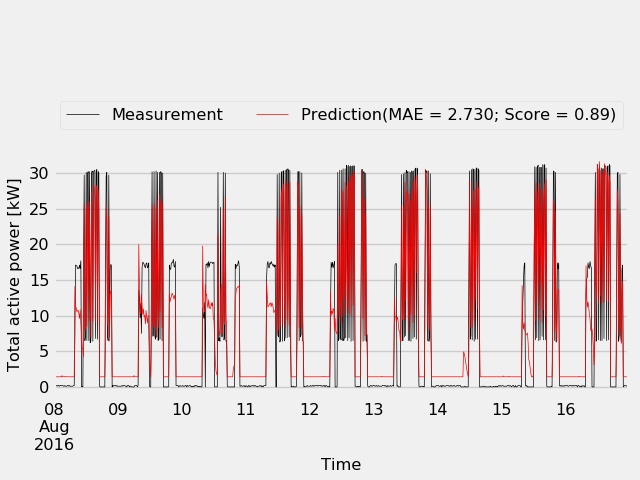 Measurement
Prediction(MAE = 2.730; Score = 0.89)
Total active power [kW]
30
25
20
15
10
5
0
08 09 10 11 12 13 14 15 16
Aug
2016
Time